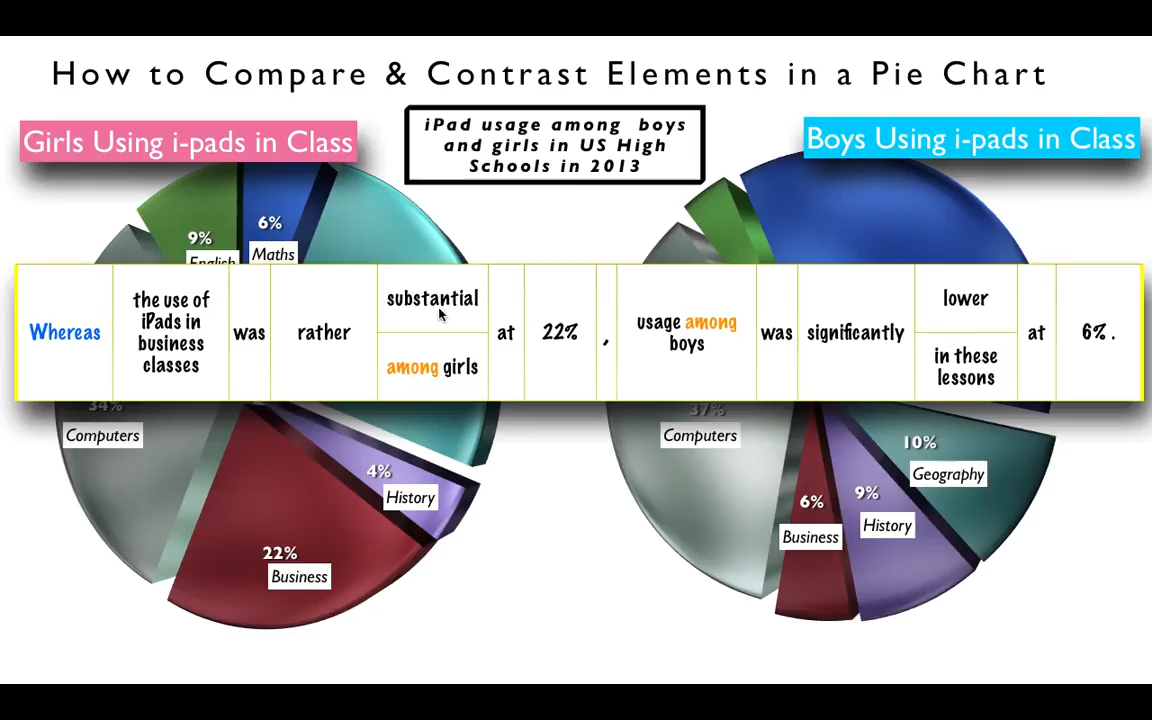 How to Compare & Contrast Elements in a Pie Chart
Girls Using i-pads in Class
iPad usage among boys
and girls in US High
Schools in 2013
Boys Using i-pads in Class
9%
English
6%
Maths
Whereas
the use of
iPads in
business
classes
was
rather
substantial
among girls
at
22%
,
usage among
boys
was
significantly
lower
in these
lessons
at
6% .
34%
Computers
4%
History
22%
Business
37%
Computers
6%
Business
9%
History
10%
Geography